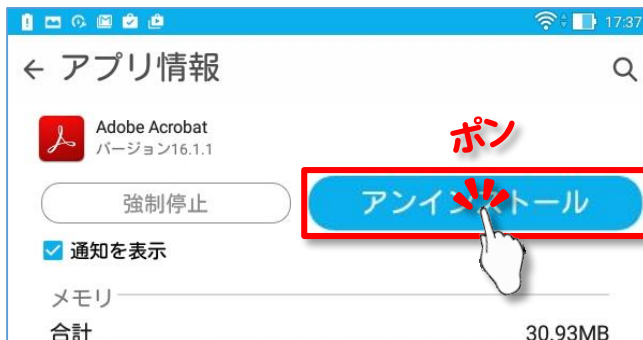 17:37
← アプリ情報
Adobe Acrobat
バージョン16.1.1
ポン
強制停止
アンインストール
通知を表示
メモリ
合計
30.93MB